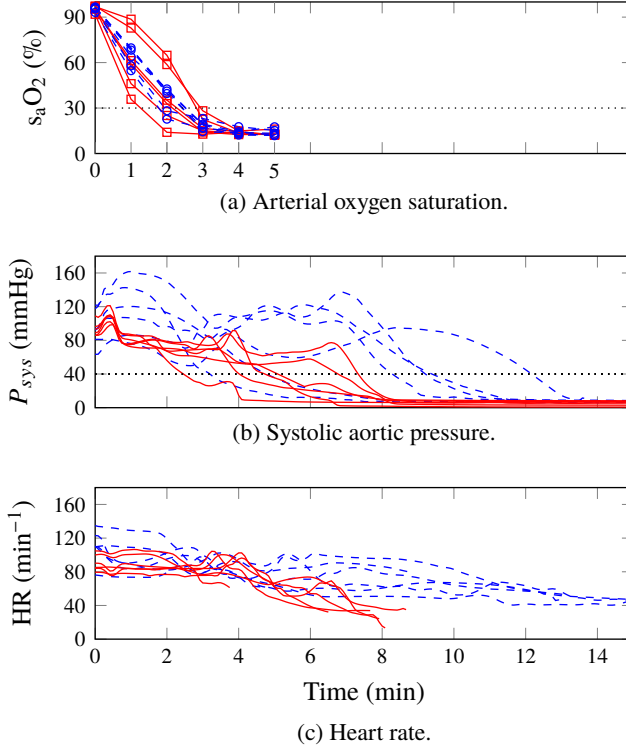 90
60
30
0
s_aO_2 (%)
0 1 2 3 4 5
(a) Arterial oxygen saturation.
160
120
80
40
0
P_sys (mmHg)
(b) Systolic aortic pressure.
160
120
80
40
0
HR (min⁻¹)
0 2 4 6 8 10 12 14
Time (min)
(c) Heart rate.